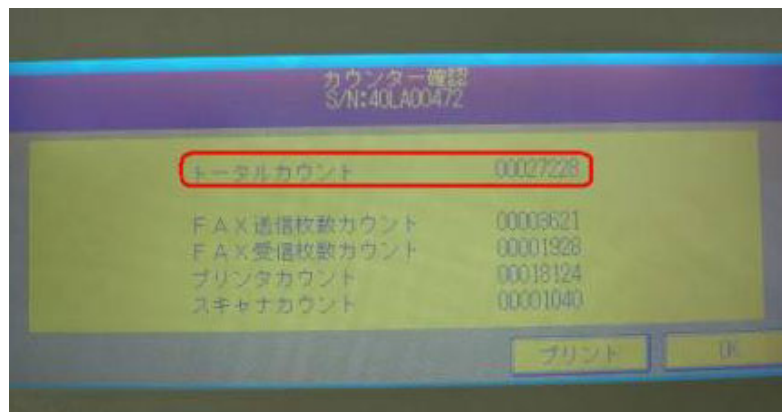 カウンター確認
S/N:40LA00472
トータルカウント 00027228
FAX送信枚数カウント 00003621
FAX受信枚数カウント 00001928
プリンタカウント 00018124
スキャナカウント 00001040
プリント OK